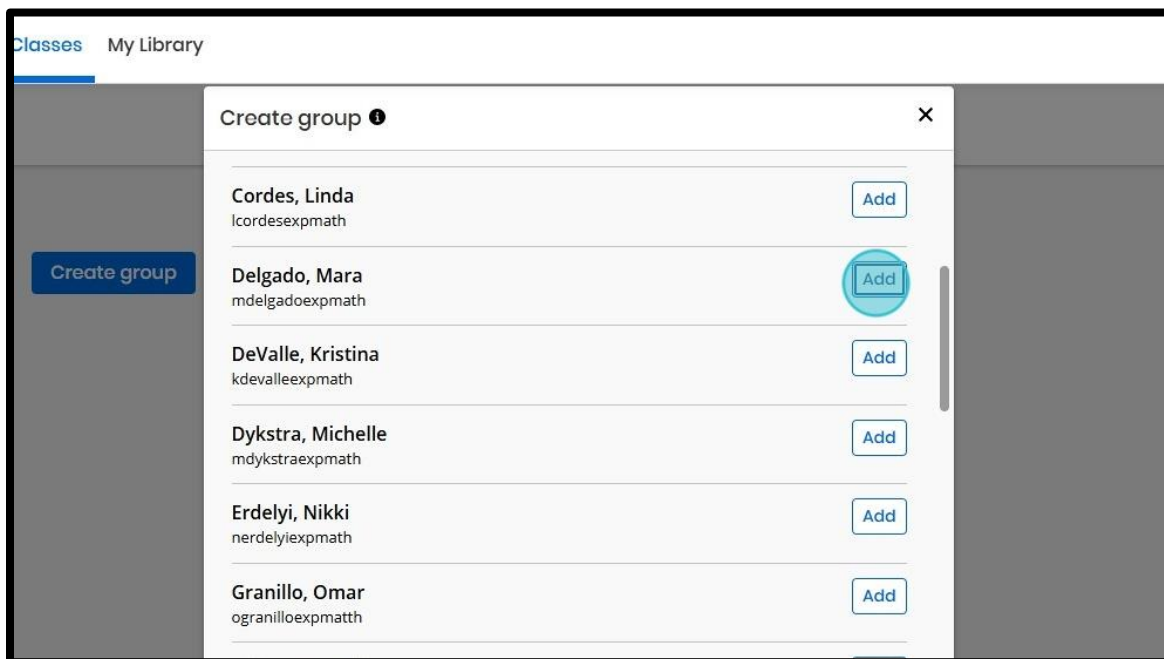 Classes My Library
Create group
Create group
Cordes, Linda Add
lcordesexpmath
Delgado, Mara Add
mdelgadoexpmath
DeValle, Kristina Add
kdevalleexpmath
Dykstra, Michelle Add
mdykstraexpmath
Erdelyi, Nikki Add
nerdelyiexpmath
Granillo, Omar Add
ogranilloexpmatth